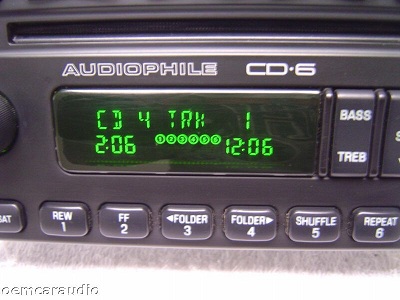 AUDIOPHILE CD·6
CD 4 TRK 1
2:06 ①②③④⑤⑥ 12:06
BASS
TREB
REW 1
FF 2
◄FOLDER 3
FOLDER► 4
SHUFFLE 5
REPEAT 6
oemcaraudio